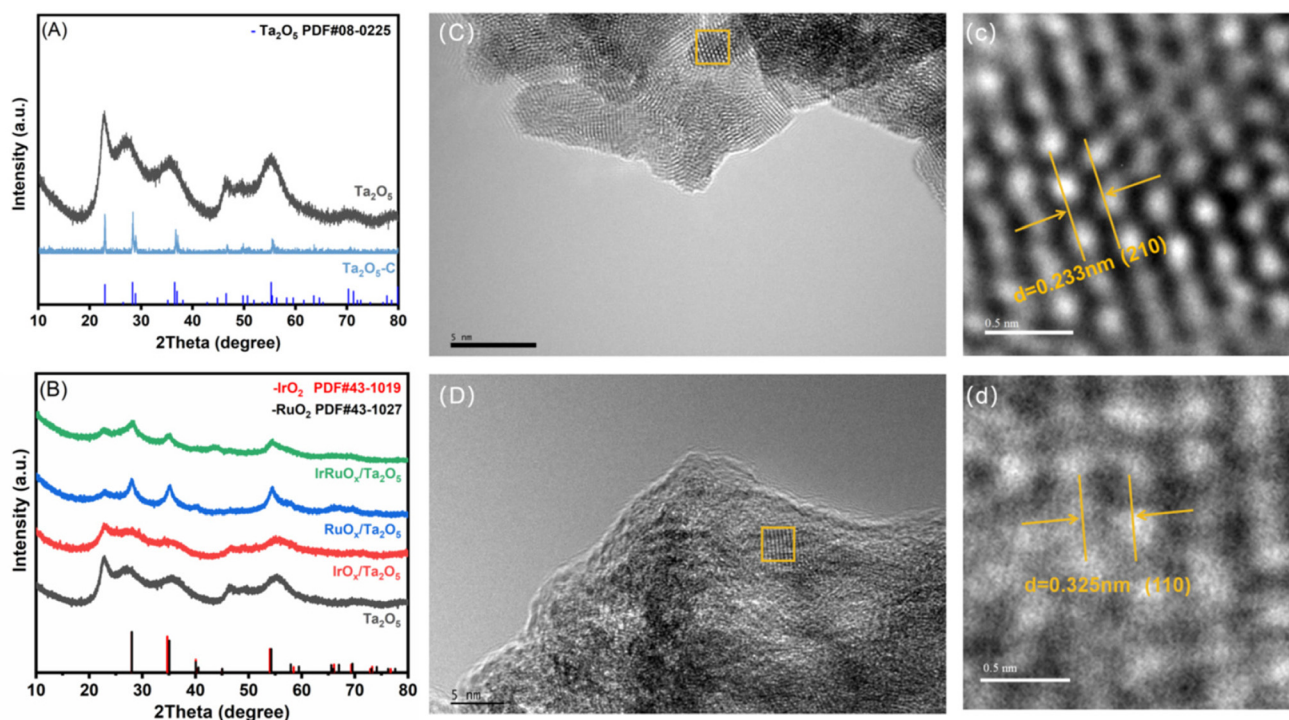 (A)
- Ta₂O₅ PDF#08-0225
Intensity (a.u.)
Ta₂O₅
Ta₂O₅-C
10 20 30 40 50 60 70 80
2Theta (degree)
(C)
5 nm
(c)
d=0.233nm (210)
0.5 nm
(B)
-IrO₂ PDF#43-1019
-RuO₂ PDF#43-1027
Intensity (a.u.)
IrRuOₓ/Ta₂O₅
RuOₓ/Ta₂O₅
IrOₓ/Ta₂O₅
Ta₂O₅
10 20 30 40 50 60 70 80
2Theta (degree)
(D)
5 nm
(d)
d=0.325nm (110)
0.5 nm